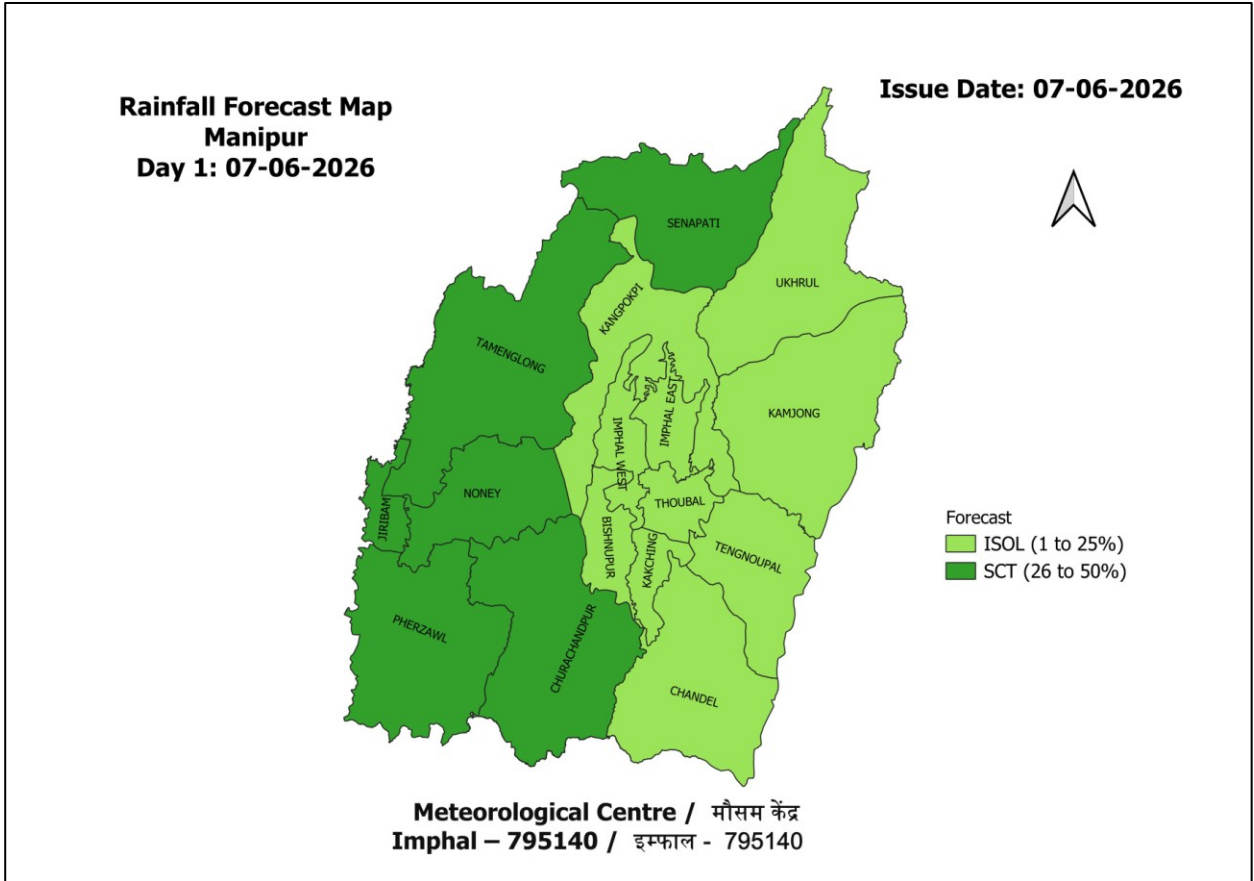 Rainfall Forecast Map
Manipur
Day 1: 07-06-2026
Issue Date: 07-06-2026
SENAPATI
UKHRUL
KANGPOKPI
TAMENGLONG
KAMJONG
IMPHAL EAST
IMPHAL WEST
NONEY
THOUBAL
JIRIBAM
BISHNUPUR
KAKCHING
TENGNOUPAL
PHERZAWL
CHURACHANDPUR
CHANDEL
Forecast
ISOL (1 to 25%)
SCT (26 to 50%)
Meteorological Centre / मौसम केंद्र
Imphal – 795140 / इम्फाल - 795140